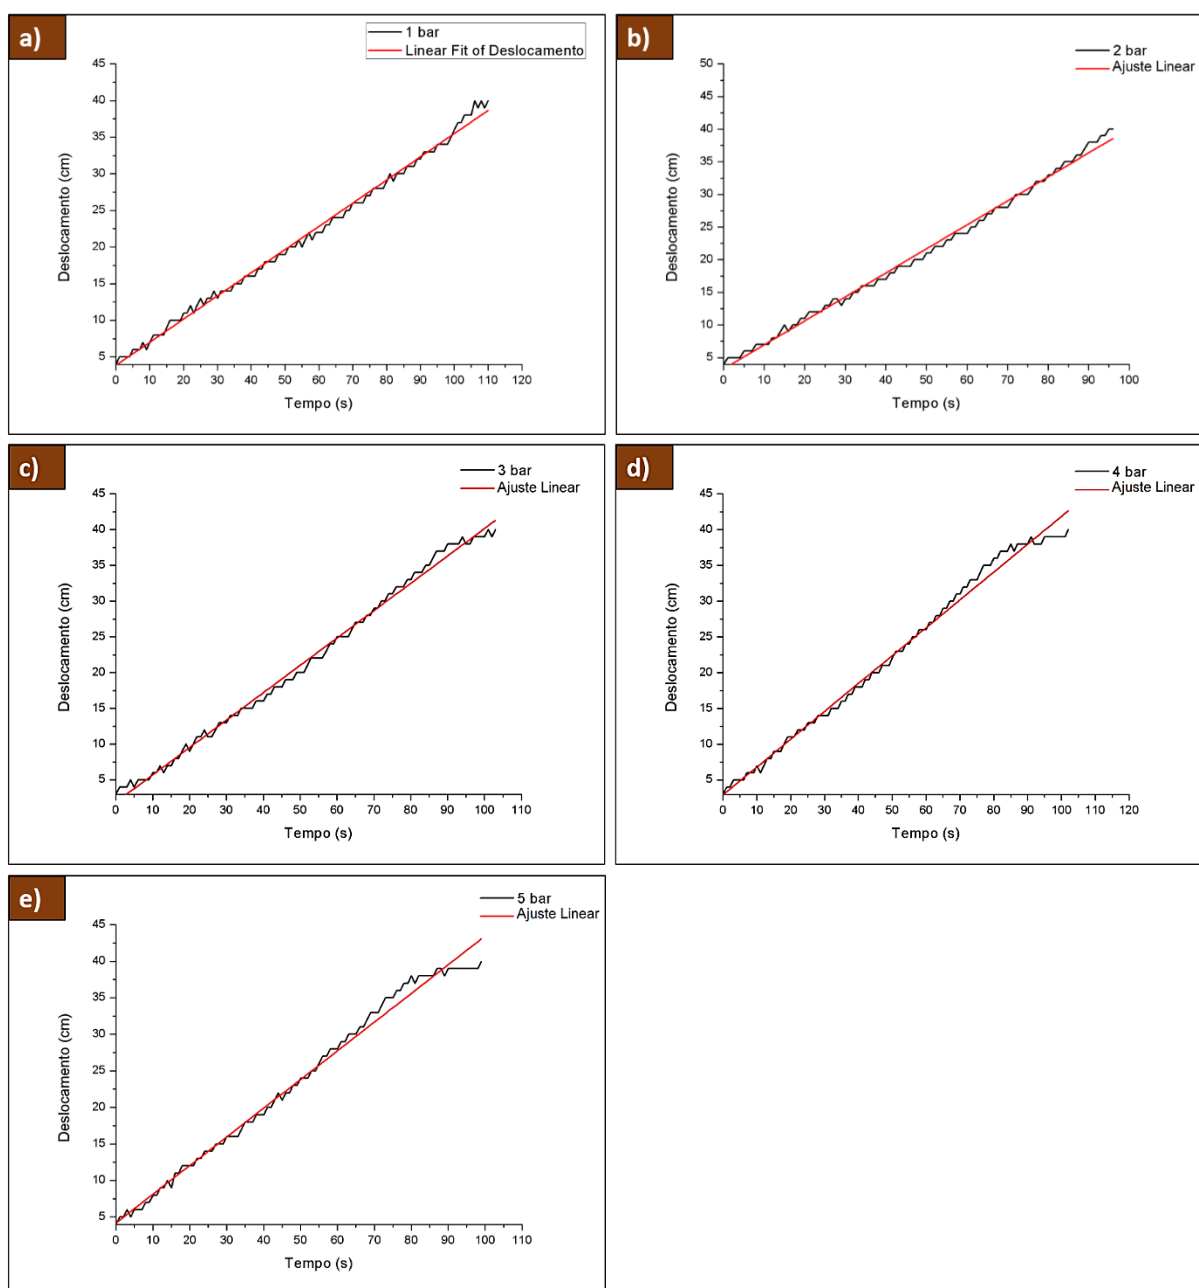 a)
1 bar
Linear Fit of Deslocamento
45
40
35
30
25
20
15
10
5
Deslocamento (cm)
0 10 20 30 40 50 60 70 80 90 100 110 120
Tempo (s)
b)
2 bar
Ajuste Linear
50
45
40
35
30
25
20
15
10
5
Deslocamento (cm)
0 10 20 30 40 50 60 70 80 90 100
Tempo (s)
c)
3 bar
Ajuste Linear
45
40
35
30
25
20
15
10
5
Deslocamento (cm)
0 10 20 30 40 50 60 70 80 90 100 110
Tempo (s)
d)
4 bar
Ajuste Linear
45
40
35
30
25
20
15
10
5
Deslocamento (cm)
0 10 20 30 40 50 60 70 80 90 100 110 120
Tempo (s)
e)
5 bar
Ajuste Linear
45
40
35
30
25
20
15
10
5
Deslocamento (cm)
0 10 20 30 40 50 60 70 80 90 100 110
Tempo (s)